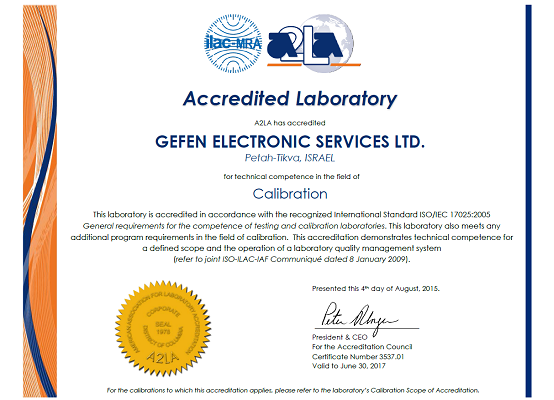 ilac-MRA
A2LA
Accredited Laboratory
A2LA has accredited
GEFEN ELECTRONIC SERVICES LTD.
Petah-Tikva, ISRAEL
for technical competence in the field of
Calibration
This laboratory is accredited in accordance with the recognized International Standard ISO/IEC 17025:2005
General requirements for the competence of testing and calibration laboratories. This laboratory also meets any
additional program requirements in the field of calibration. This accreditation demonstrates technical competence for
a defined scope and the operation of a laboratory quality management system
(refer to joint ISO-ILAC-IAF Communiqué dated 8 January 2009).
Presented this 4th day of August, 2015.
President & CEO
For the Accreditation Council
Certificate Number 3537.01
Valid to June 30, 2017
AMERICAN ASSOCIATION FOR LABORATORY ACCREDITATION
CORPORATE
SEAL
1978
DISTRICT OF COLUMBIA
A2LA
For the calibrations to which this accreditation applies, please refer to the laboratory's Calibration Scope of Accreditation.